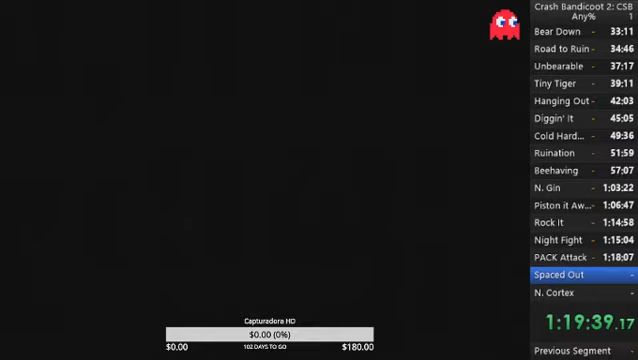 Crash Bandicoot 2: CSB
Any% 1
Bear Down - 33:11
Road to Ruin - 34:46
Unbearable - 37:17
Tiny Tiger - 39:11
Hanging Out - 42:03
Diggin' It - 45:05
Cold Hard... - 49:36
Ruination - 51:59
Beehaving - 57:07
N. Gin - 1:03:22
Piston it Aw... - 1:06:47
Rock It - 1:14:58
Night Fight - 1:15:04
PACK Attack - 1:18:07
Spaced Out -
N. Cortex -
1:19:39.17
Previous Segment -
Capturadora HD
$0.00 (0%)
$0.00 102 DAYS TO GO $180.00